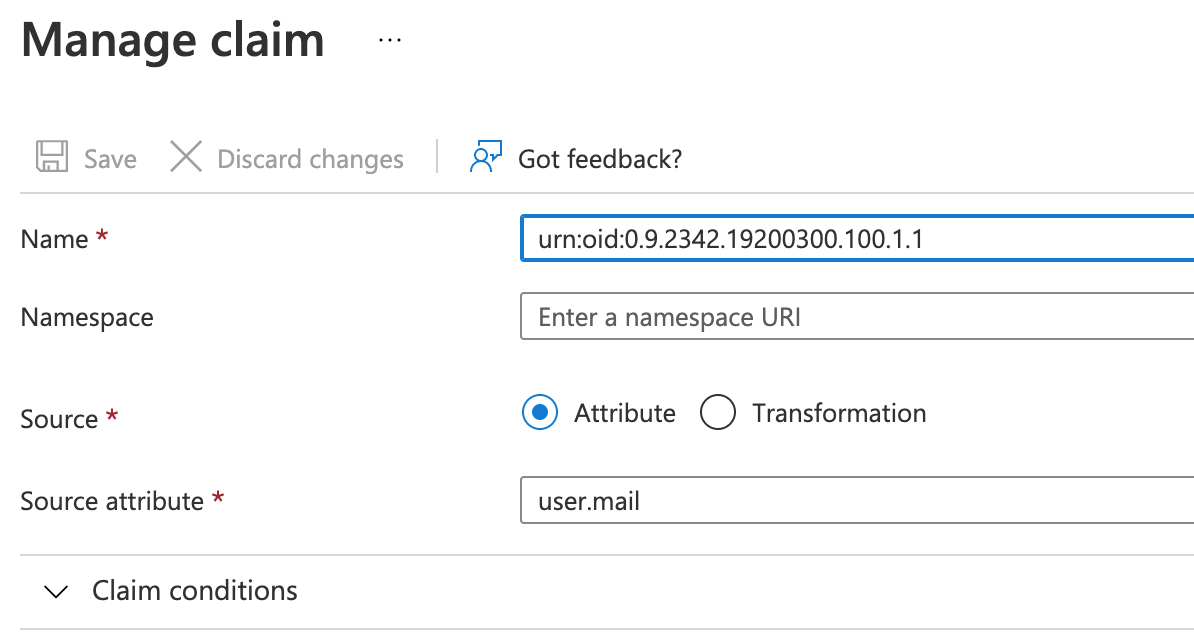 Manage claim ...
Save Discard changes Got feedback?
Name * urn:oid:0.9.2342.19200300.100.1.1
Namespace Enter a namespace URI
Source * Attribute Transformation
Source attribute * user.mail
Claim conditions